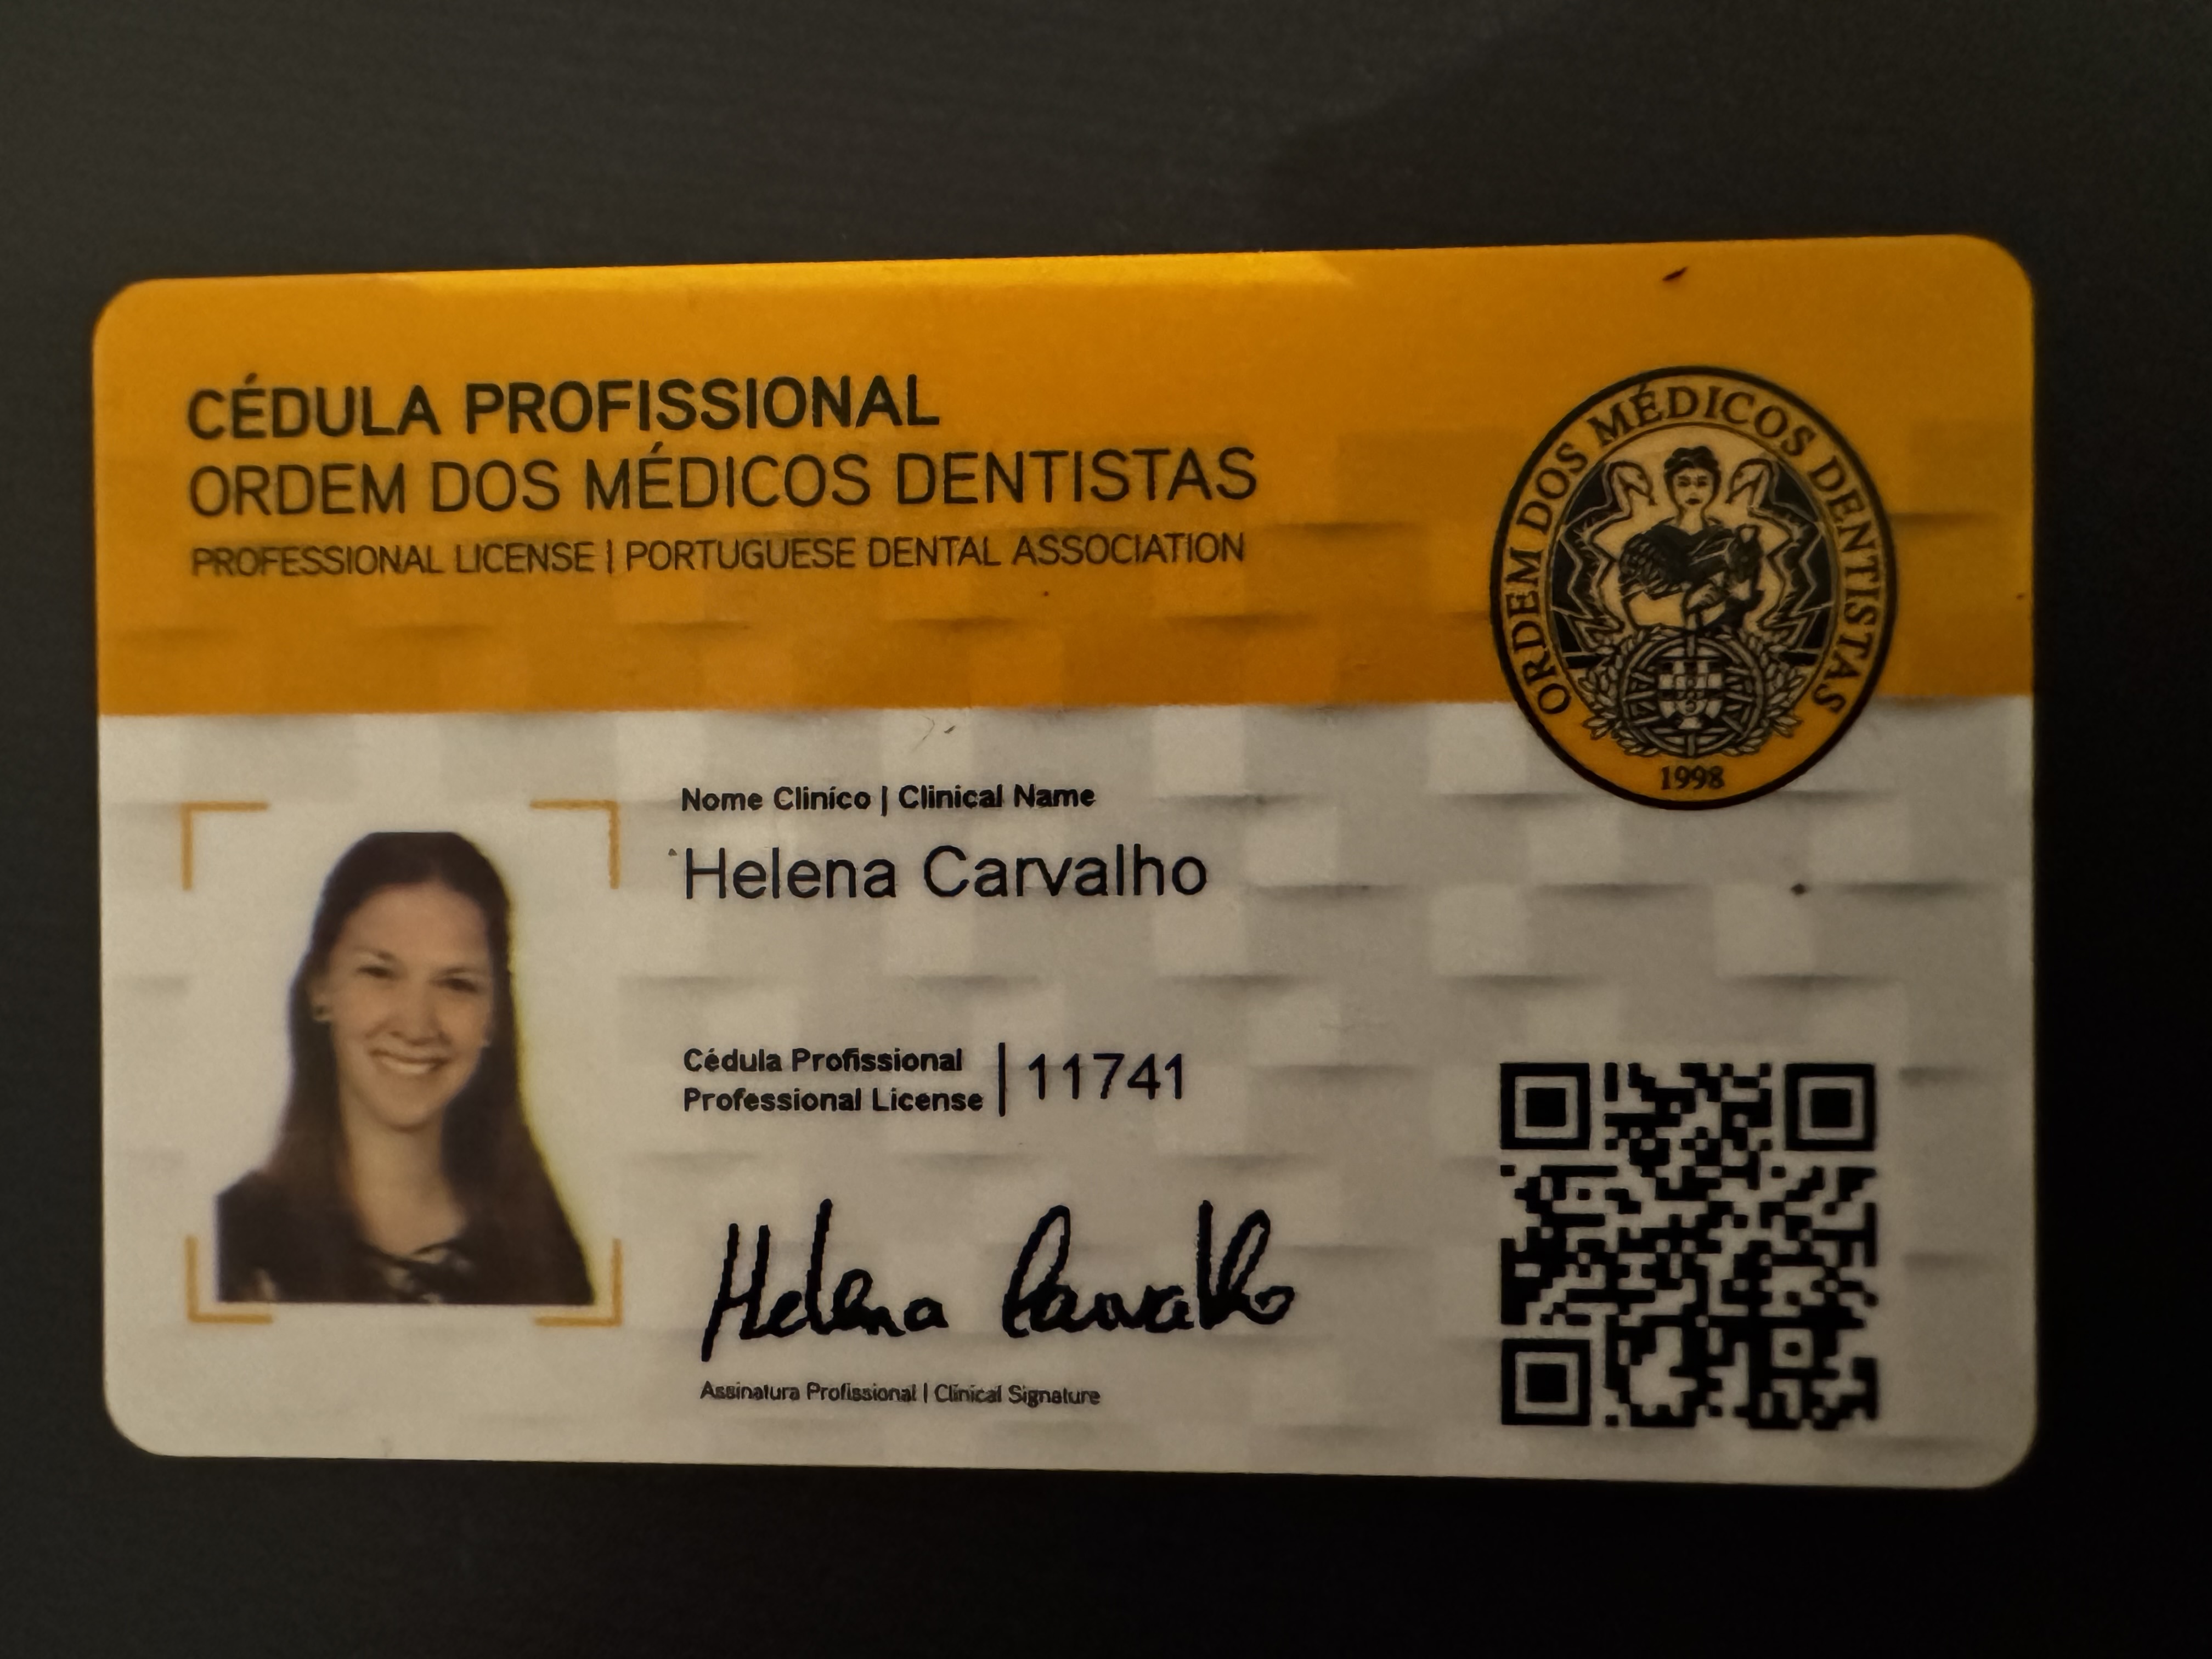 CÉDULA PROFISSIONAL
ORDEM DOS MÉDICOS DENTISTAS
PROFESSIONAL LICENSE | PORTUGUESE DENTAL ASSOCIATION
ORDEM DOS MÉDICOS DENTISTAS
1998
Nome Cliníco | Clinical Name
Helena Carvalho
Cédula Profissional
Professional License | 11741
Helena Carvalho
Assinatura Profissional | Clinical Signature